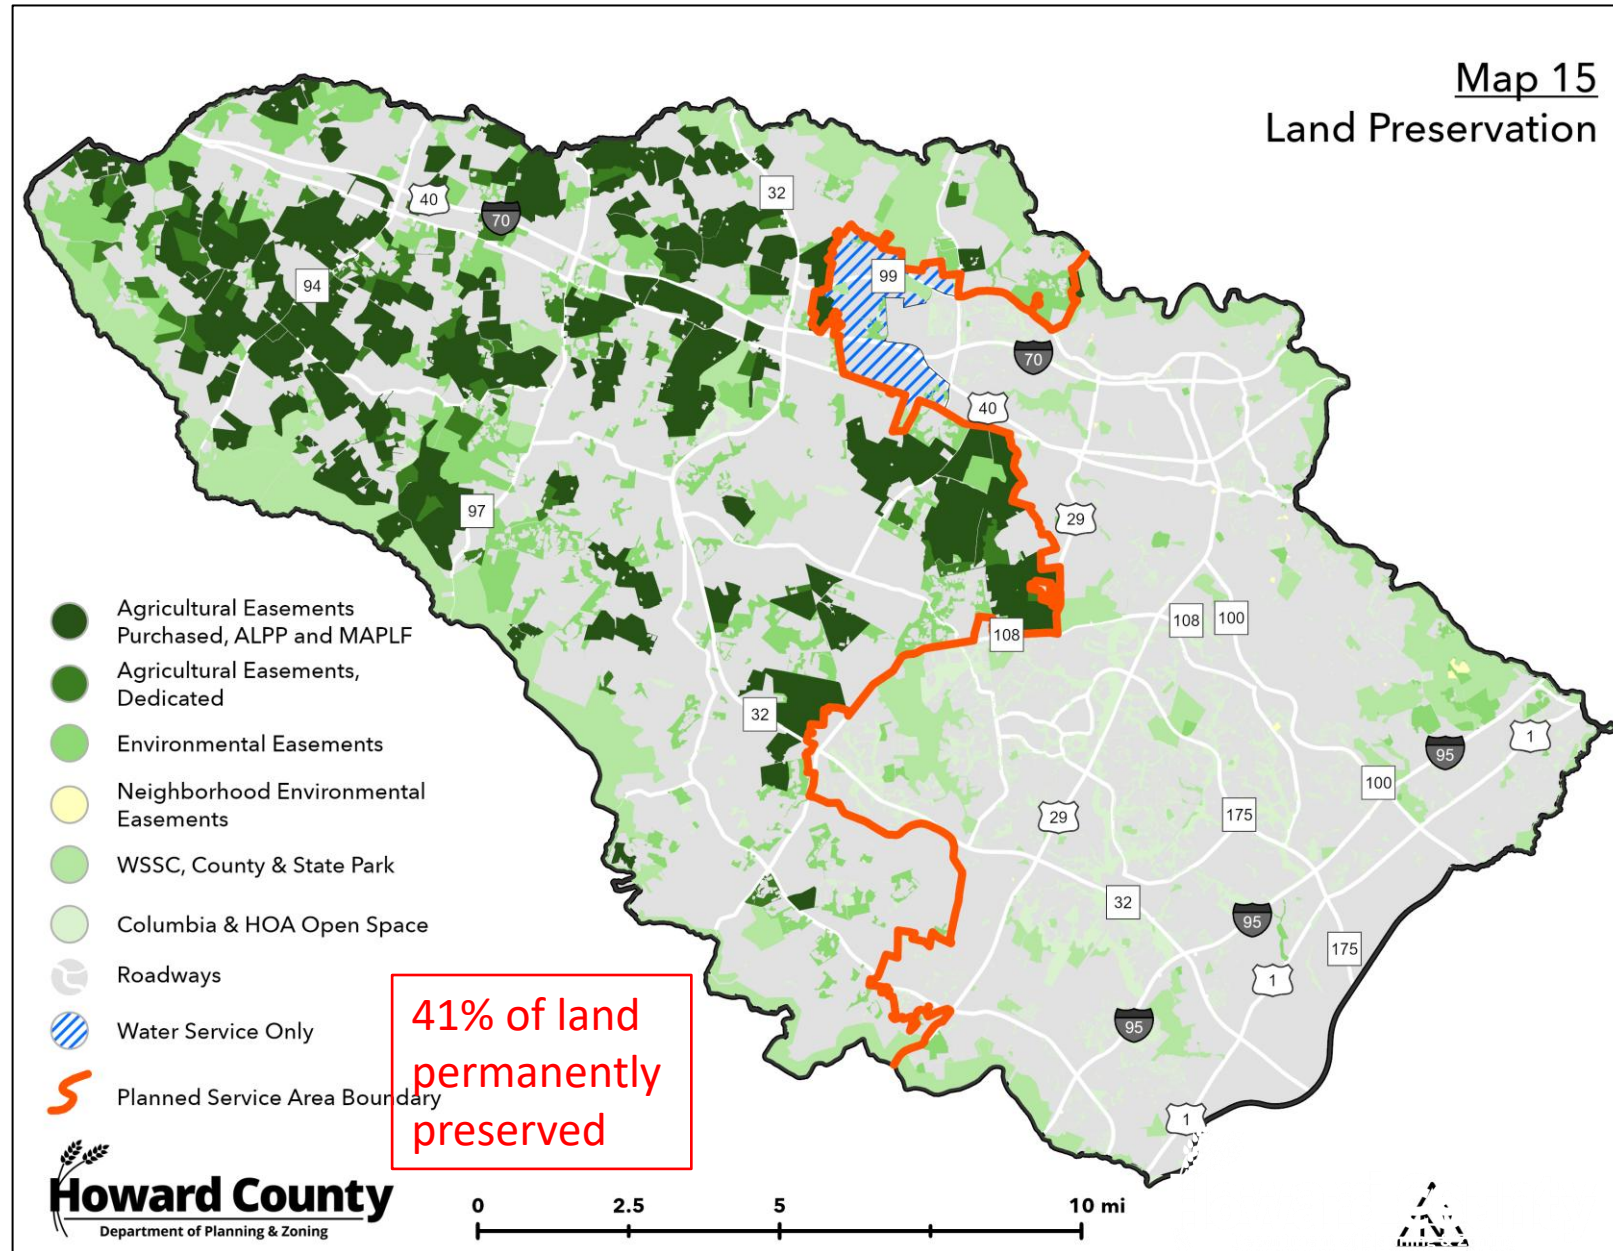 Map 15
Land Preservation
32
40
70
99
94
70
40
97
29
108
100
108
32
1
95
100
29
175
32
95
175
1
95
1
Agricultural Easements
Purchased, ALPP and MAPLF
Agricultural Easements,
Dedicated
Environmental Easements
Neighborhood Environmental
Easements
WSSC, County & State Park
Columbia & HOA Open Space
Roadways
Water Service Only
Planned Service Area Boundary
41% of land
permanently
preserved
Howard County
Department of Planning & Zoning
0 2.5 5 10 mi